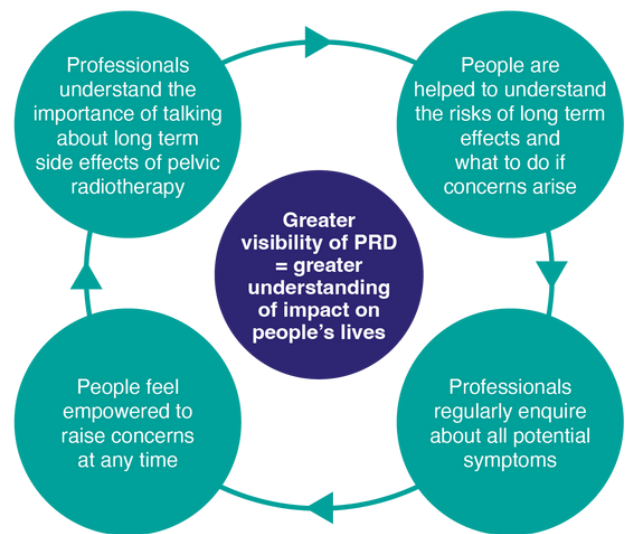 Professionals
understand the
importance of talking
about long term
side effects of pelvic
radiotherapy
People are
helped to understand
the risks of long term
effects and
what to do if
concerns arise
Greater
visibility of PRD
= greater
understanding
of impact on
people's lives
People feel
empowered to
raise concerns
at any time
Professionals
regularly enquire
about all potential
symptoms